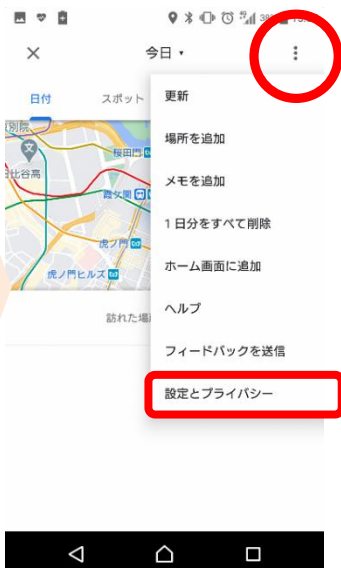 今日
日付
スポット
更新
場所を追加
メモを追加
1 日分をすべて削除
ホーム画面に追加
ヘルプ
フィードバックを送信
設定とプライバシー
桜田門
霞ケ関
虎ノ門
虎ノ門ヒルズ
日比谷高
訪れた場